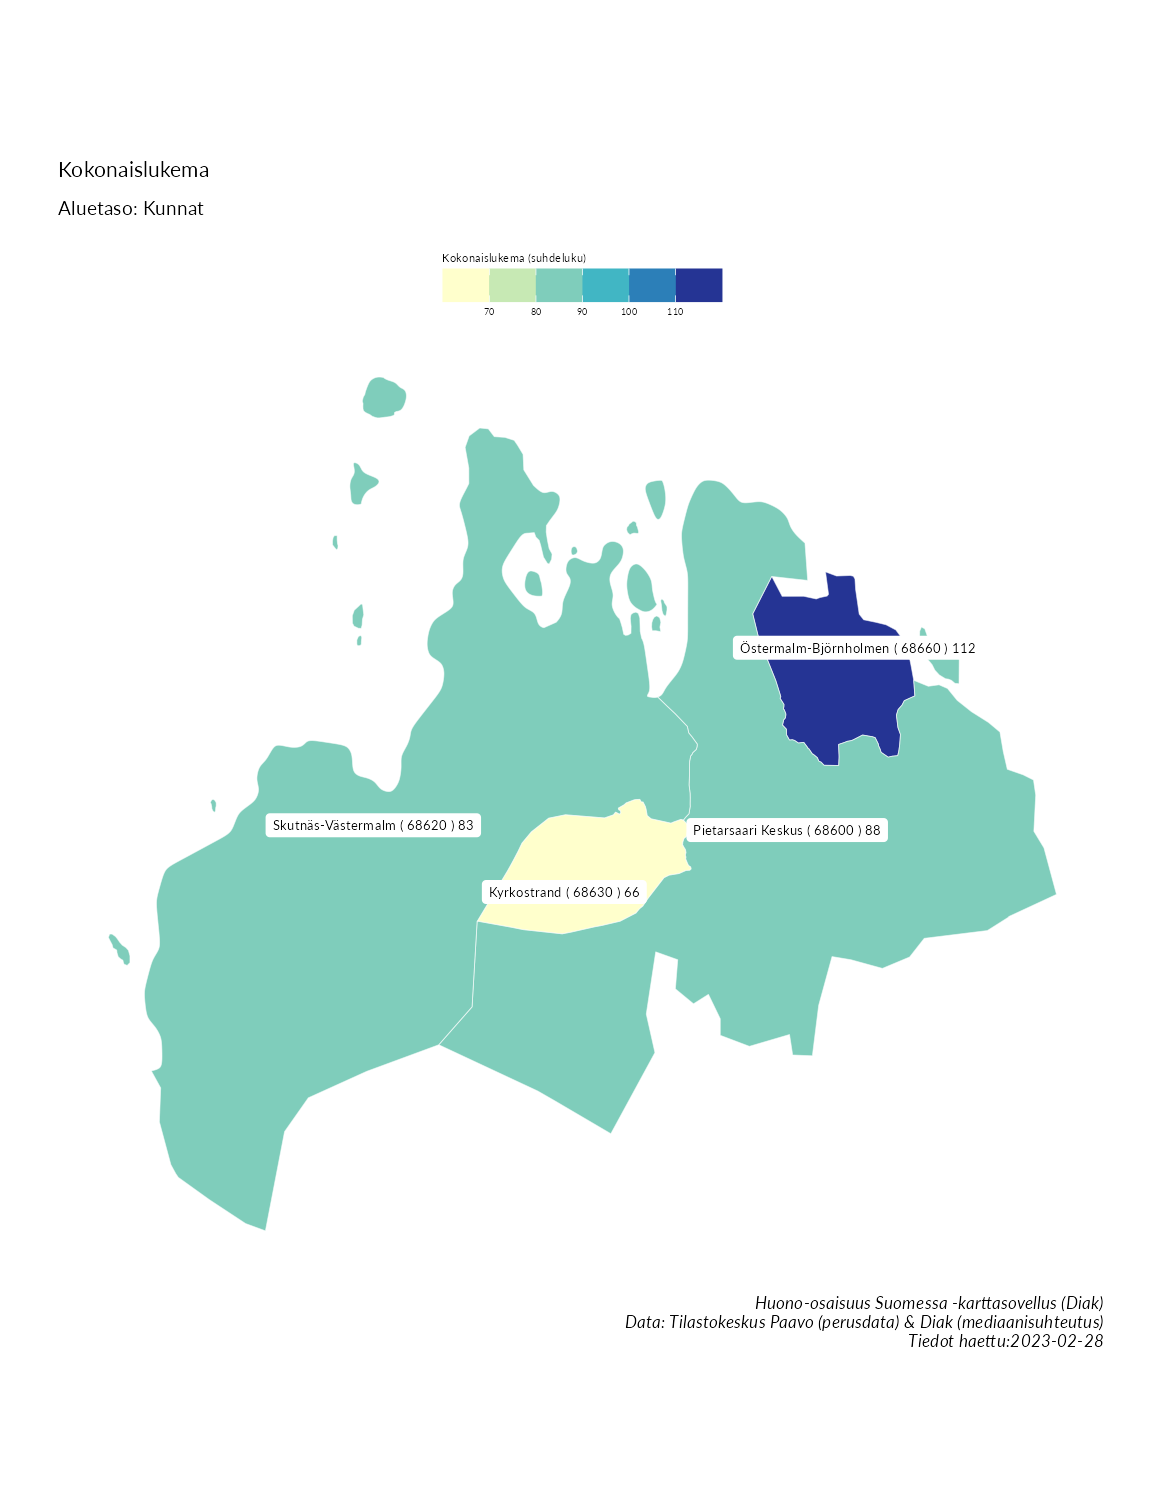 Kokonaislukema
Aluetaso: Kunnat
Kokonaislukema (suhdeluku)
70 80 90 100 110
Östermalm-Björnholmen ( 68660 ) 112
Skutnäs-Västermalm ( 68620 ) 83
Pietarsaari Keskus ( 68600 ) 88
Kyrkostrand ( 68630 ) 66
Huono-osaisuus Suomessa -karttasovellus (Diak)
Data: Tilastokeskus Paavo (perusdata) & Diak (mediaanisuhteutus)
Tiedot haettu:2023-02-28